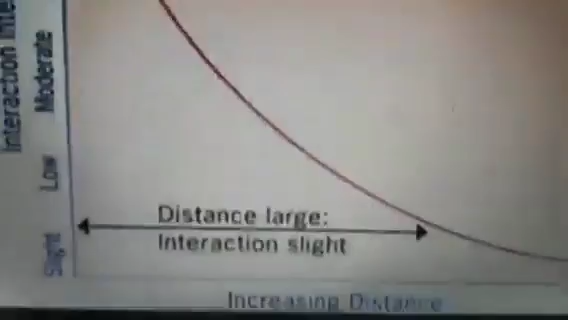 Interaction
Moderate
Low
Slight
Distance large:
Interaction slight
Increasing Distance